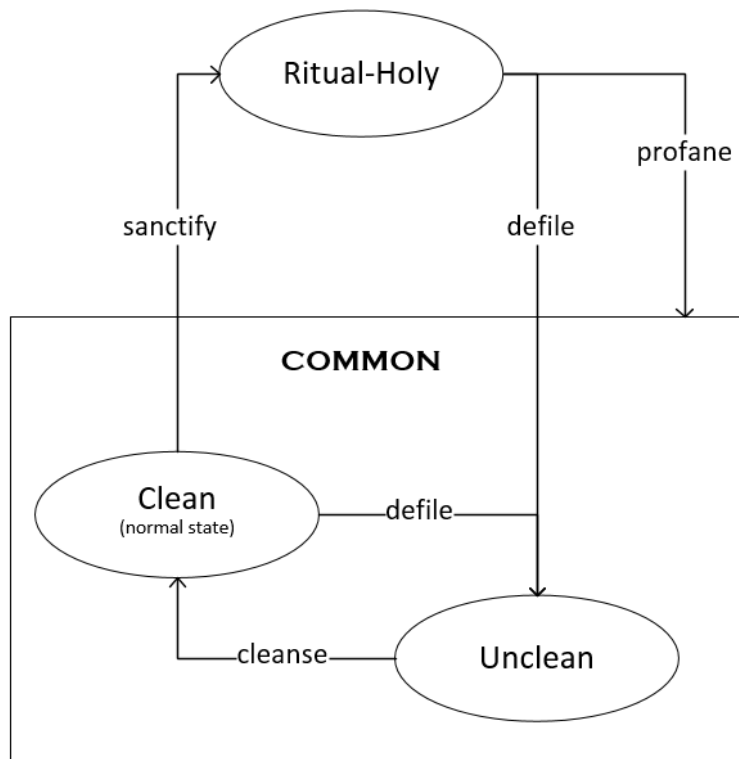 Ritual-Holy
profane
sanctify
defile
COMMON
Clean
(normal state)
defile
cleanse
Unclean